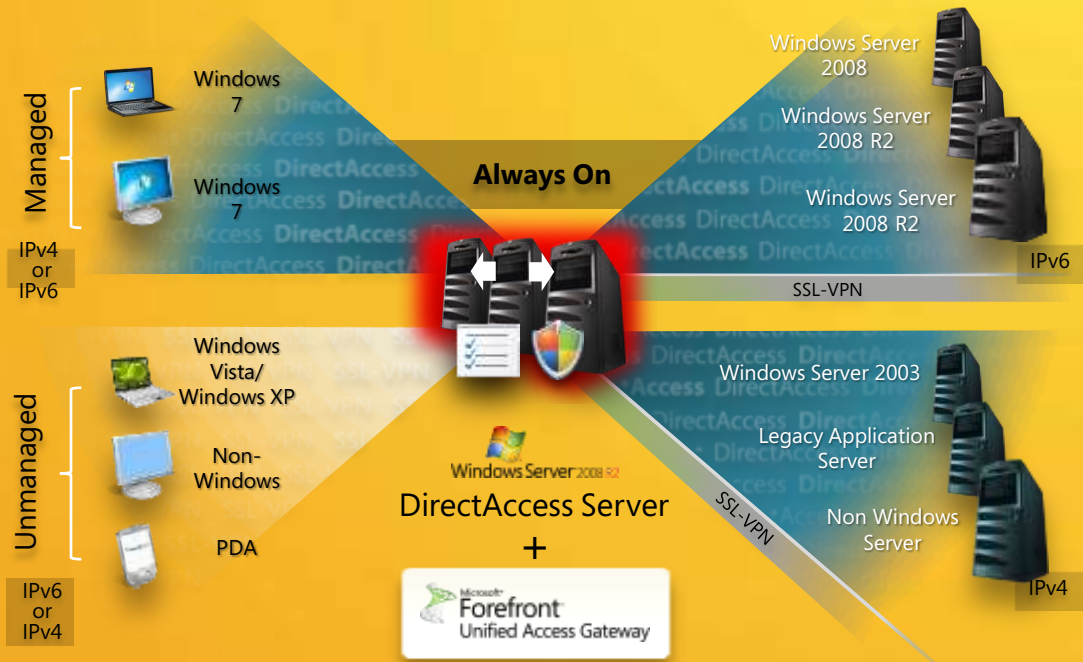 Managed
Windows
7
Windows
7
IPv4
or
IPv6
Always On
Windows Server
2008
Windows Server
2008 R2
Windows Server
2008 R2
IPv6
SSL-VPN
DirectAccess DirectAccess
Unmanaged
Windows
Vista/
Windows XP
Non-
Windows
PDA
IPv6
or
IPv4
Windows Server 2008 R2
DirectAccess Server
+
Microsoft
Forefront
Unified Access Gateway
Windows Server 2003
Legacy Application
Server
Non Windows
Server
SSL-VPN
IPv4